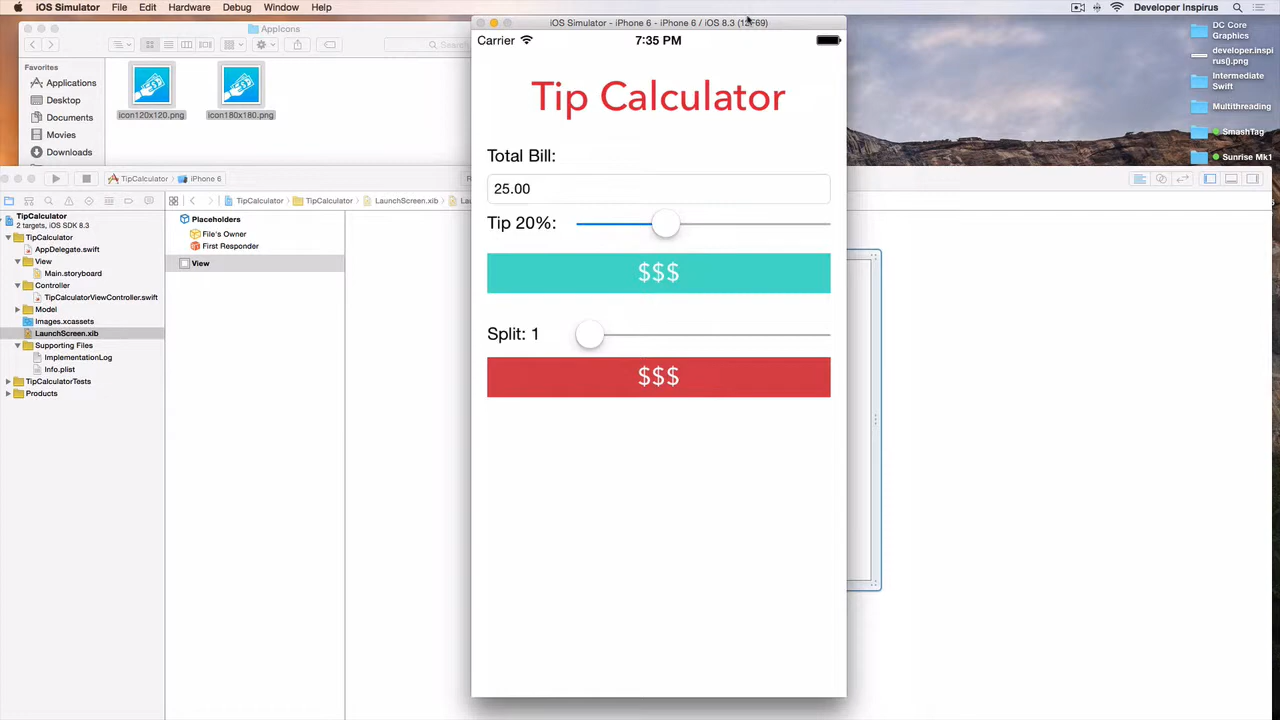 iOS Simulator File Edit Hardware Debug Window Help
Developer Inspirus
iOS Simulator - iPhone 6 - iPhone 6 / iOS 8.3 (12F69)
AppIcons
Search
Favorites
Applications
Desktop
Documents
Movies
Downloads
icon120x120.png
icon180x180.png
DC Core
Graphics
developer.inspi
rus().png
Intermediate
Swift
Multithreading
SmashTag
Sunrise Mk1
Carrier
7:35 PM
Tip Calculator
Total Bill:
25.00
Tip 20%:
$$$
Split: 1
$$$
TipCalculator iPhone 6
TipCalculator TipCalculator LaunchScreen.xib
TipCalculator
2 targets, iOS SDK 8.3
TipCalculator
AppDelegate.swift
View
Main.storyboard
Controller
TipCalculatorViewController.swift
Model
Images.xcassets
LaunchScreen.xib
Supporting Files
ImplementationLog
Info.plist
TipCalculatorTests
Products
Placeholders
File's Owner
First Responder
View